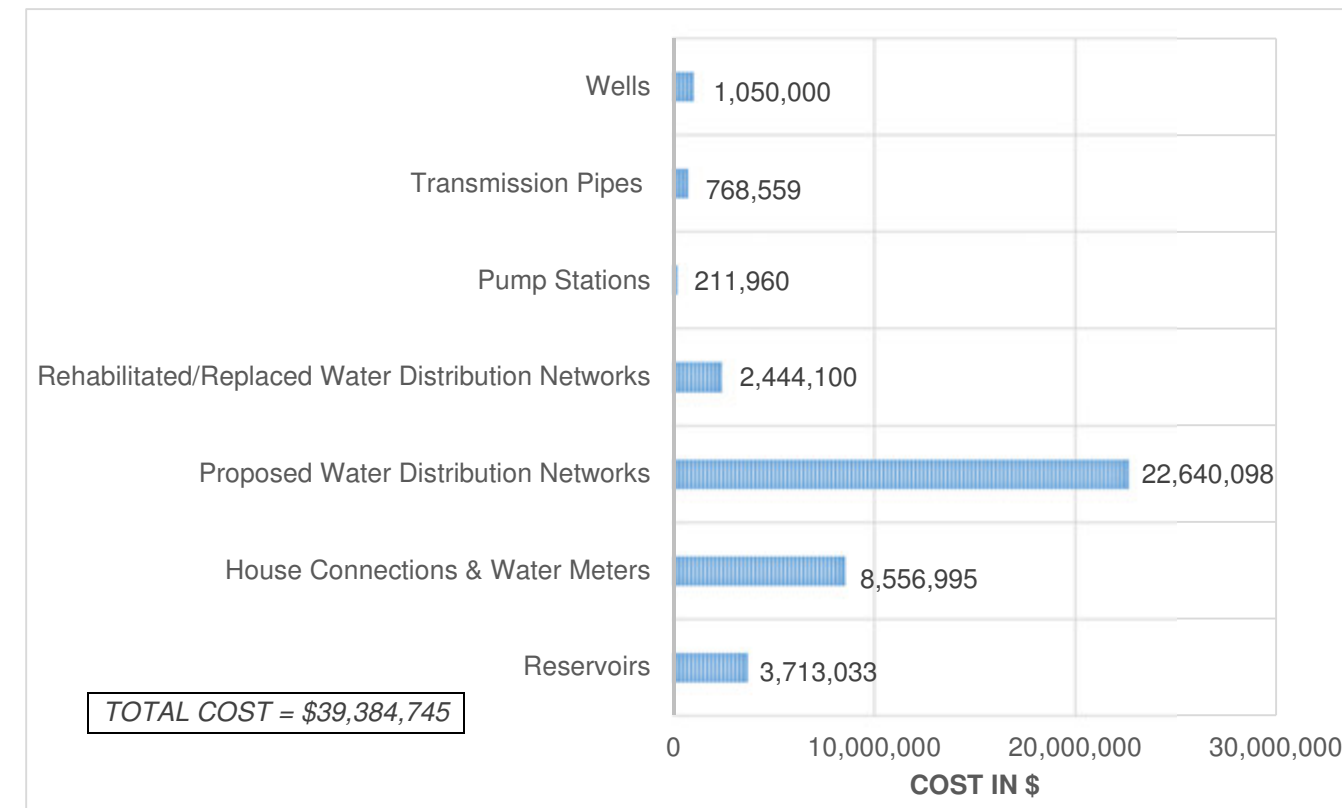 Wells 1,050,000
Transmission Pipes 768,559
Pump Stations 211,960
Rehabilitated/Replaced Water Distribution Networks 2,444,100
Proposed Water Distribution Networks 22,640,098
House Connections & Water Meters 8,556,995
Reservoirs 3,713,033
TOTAL COST = $39,384,745
0 10,000,000 20,000,000 30,000,000
COST IN $